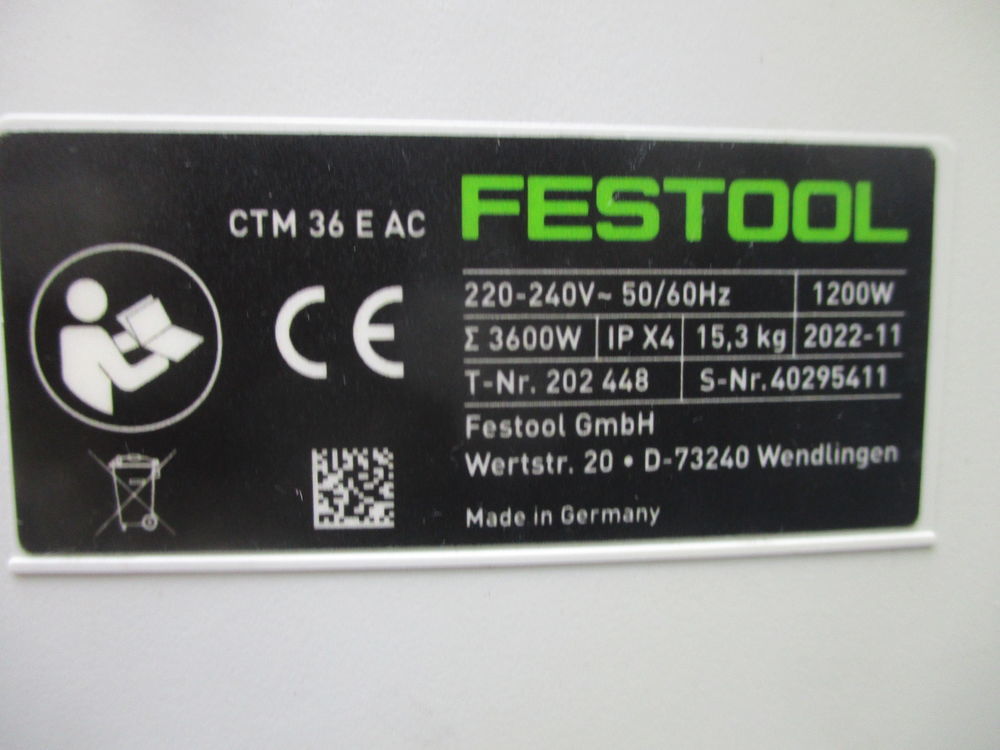 CTM 36 E AC FESTOOL
220-240V~ 50/60Hz 1200W
Σ 3600W IP X4 15,3 kg 2022-11
T-Nr. 202 448 S-Nr. 40295411
CE
Festool GmbH
Wertstr. 20 • D-73240 Wendlingen
Made in Germany